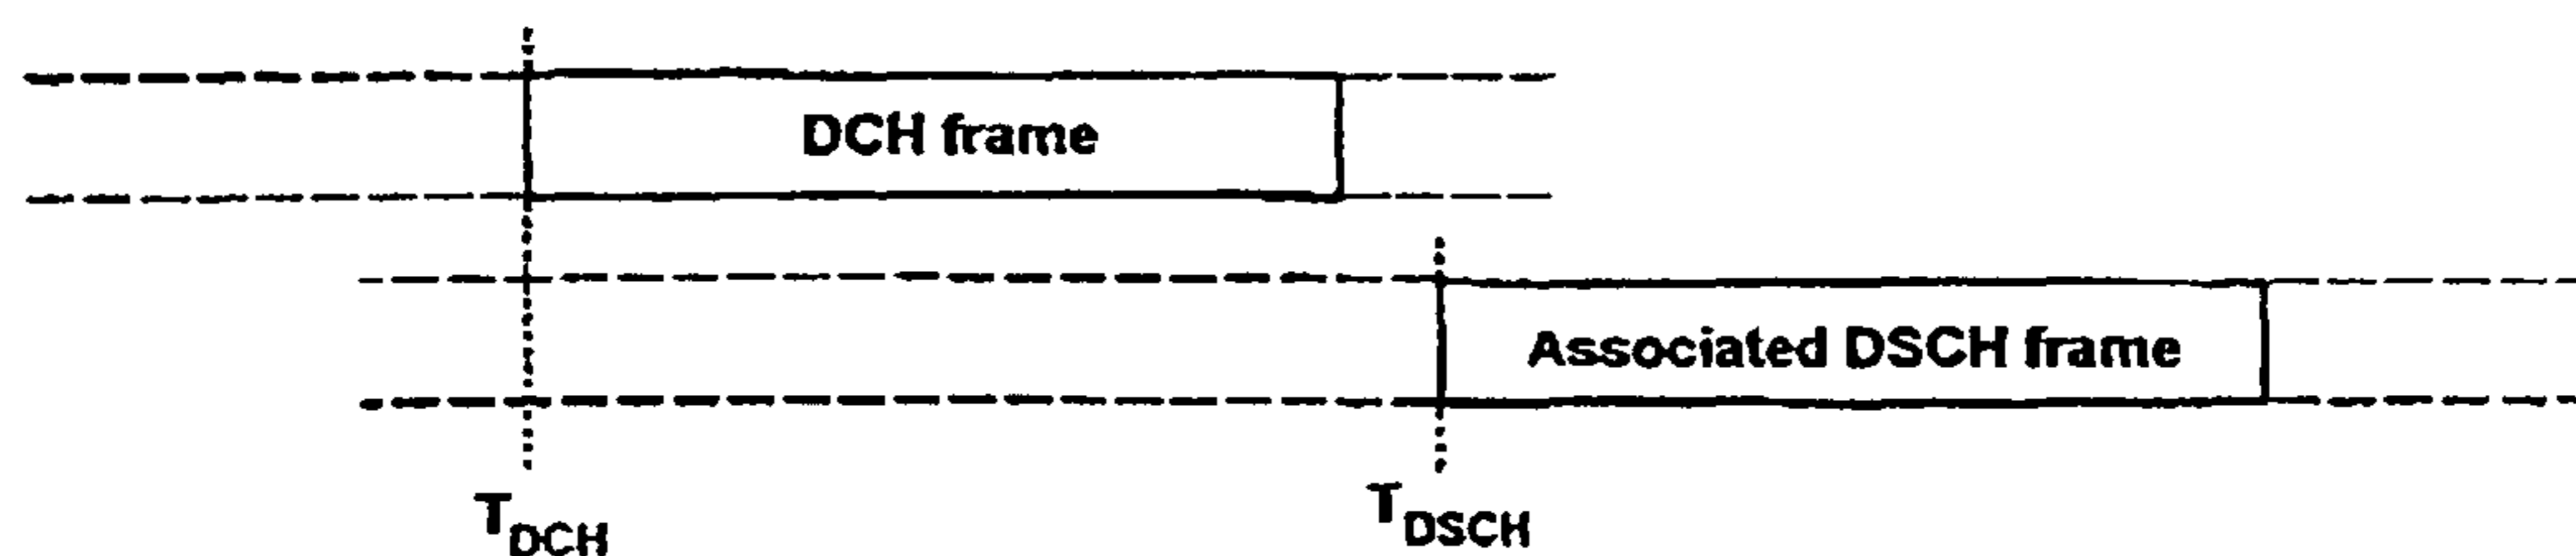 DCH frame
Associated DSCH frame
TDCH
TDSCH